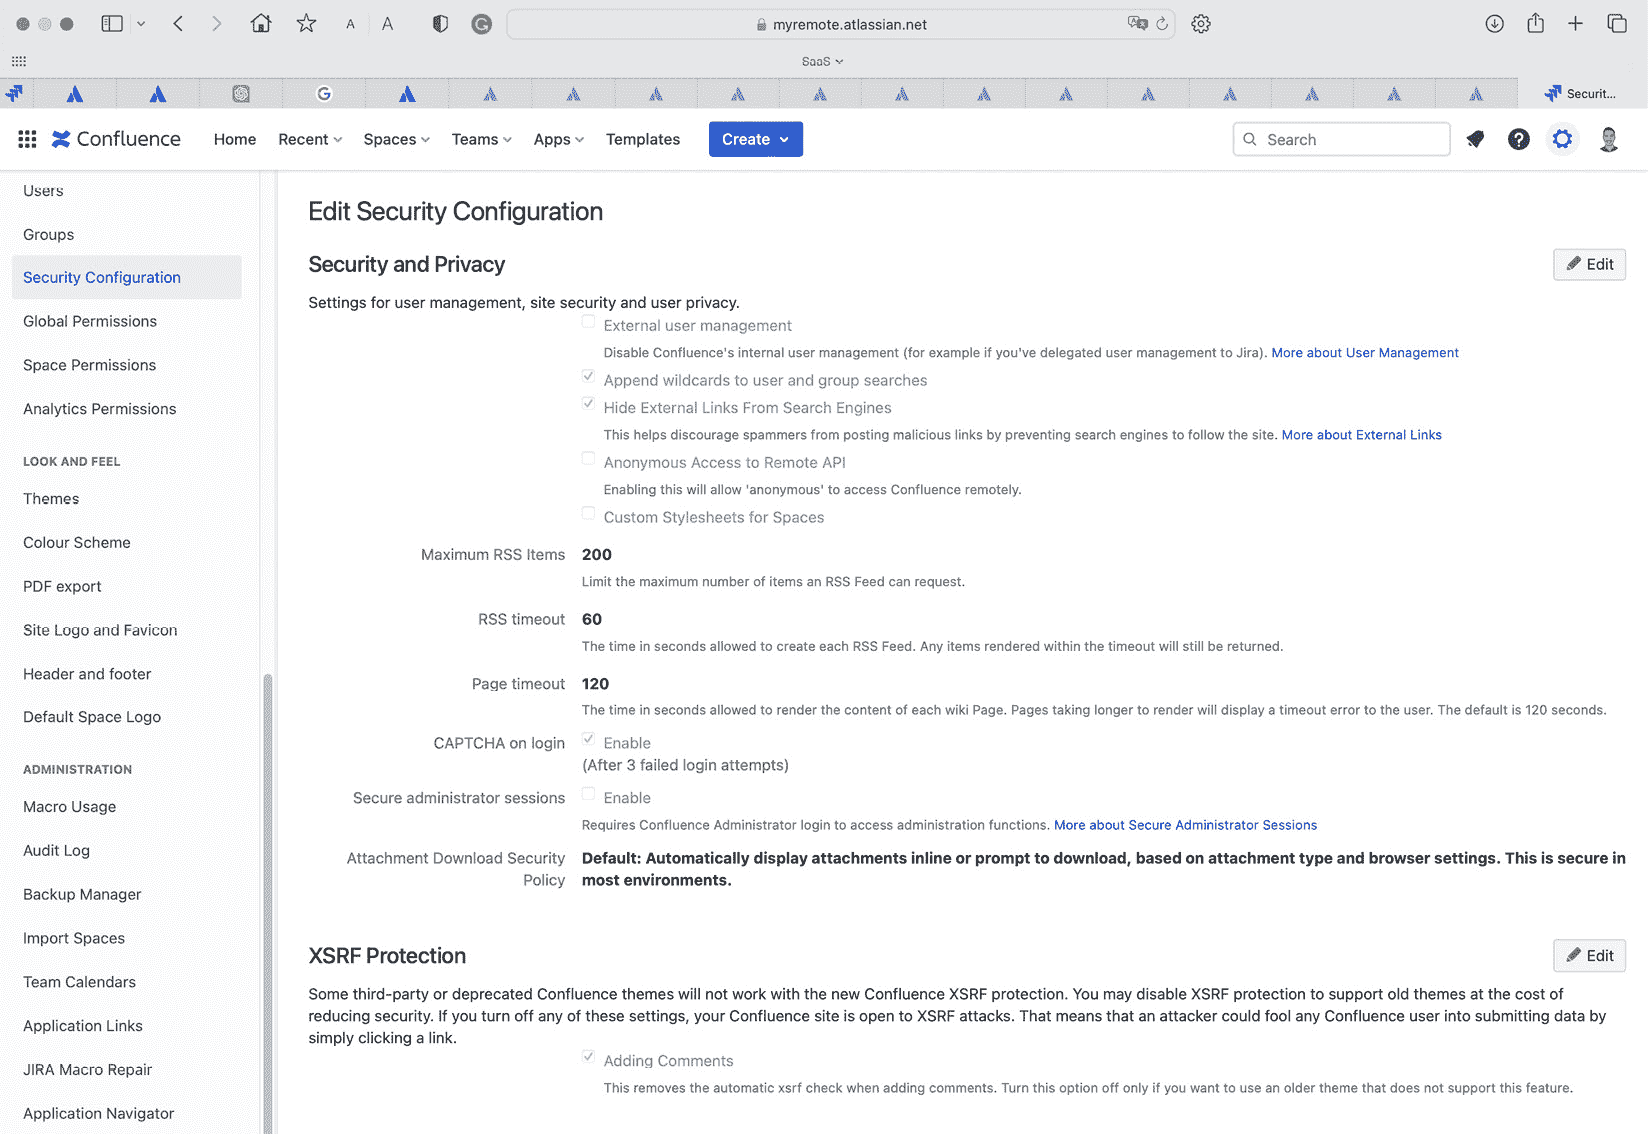 A A G myremote.atlassian.net
SaaS
G Securit...
Confluence Home Recent Spaces Teams Apps Templates Create Search
Users
Groups
Security Configuration
Global Permissions
Space Permissions
Analytics Permissions
LOOK AND FEEL
Themes
Colour Scheme
PDF export
Site Logo and Favicon
Header and footer
Default Space Logo
ADMINISTRATION
Macro Usage
Audit Log
Backup Manager
Import Spaces
Team Calendars
Application Links
JIRA Macro Repair
Application Navigator
Edit Security Configuration
Security and Privacy
Edit
Settings for user management, site security and user privacy.
External user management
Disable Confluence's internal user management (for example if you've delegated user management to Jira). More about User Management
Append wildcards to user and group searches
Hide External Links From Search Engines
This helps discourage spammers from posting malicious links by preventing search engines to follow the site. More about External Links
Anonymous Access to Remote API
Enabling this will allow 'anonymous' to access Confluence remotely.
Custom Stylesheets for Spaces
Maximum RSS Items 200
Limit the maximum number of items an RSS Feed can request.
RSS timeout 60
The time in seconds allowed to create each RSS Feed. Any items rendered within the timeout will still be returned.
Page timeout 120
The time in seconds allowed to render the content of each wiki Page. Pages taking longer to render will display a timeout error to the user. The default is 120 seconds.
CAPTCHA on login Enable
(After 3 failed login attempts)
Secure administrator sessions Enable
Requires Confluence Administrator login to access administration functions. More about Secure Administrator Sessions
Attachment Download Security Policy
Default: Automatically display attachments inline or prompt to download, based on attachment type and browser settings. This is secure in
most environments.
XSRF Protection
Edit
Some third-party or deprecated Confluence themes will not work with the new Confluence XSRF protection. You may disable XSRF protection to support old themes at the cost of
reducing security. If you turn off any of these settings, your Confluence site is open to XSRF attacks. That means that an attacker could fool any Confluence user into submitting data by
simply clicking a link.
Adding Comments
This removes the automatic xsrf check when adding comments. Turn this option off only if you want to use an older theme that does not support this feature.